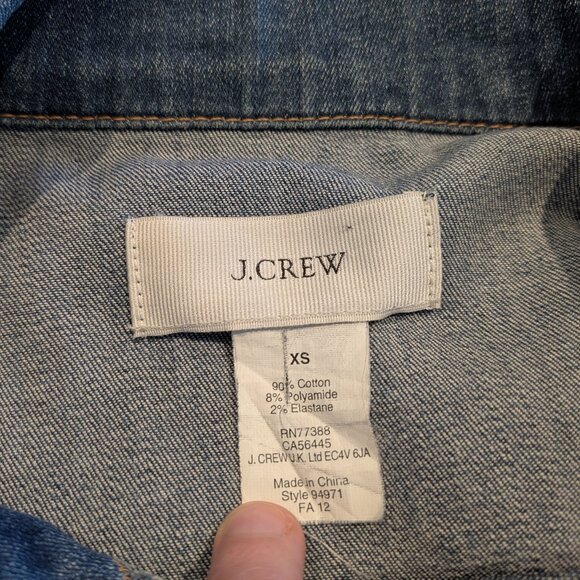 J.CREW
XS
90% Cotton
8% Polyamide
2% Elastane
RN77388
CA56445
J. CREW U.K. Ltd EC4V 6JA
Made in China
Style 94971
FA 12